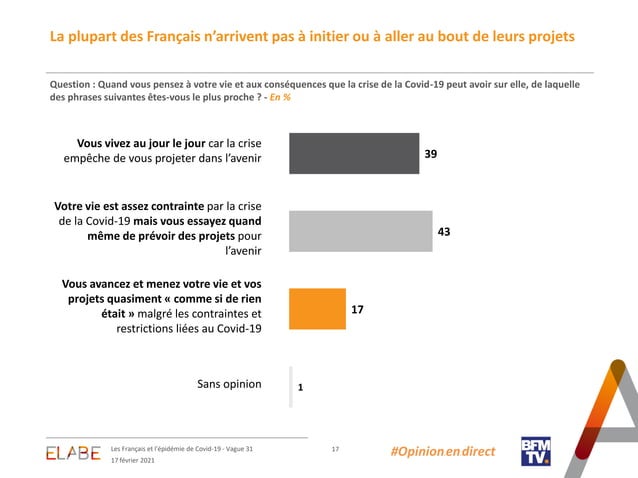 La plupart des Français n’arrivent pas à initier ou à aller au bout de leurs projets
Question : Quand vous pensez à votre vie et aux conséquences que la crise de la Covid-19 peut avoir sur elle, de laquelle
des phrases suivantes êtes-vous le plus proche ? - En %
Vous vivez au jour le jour car la crise
empêche de vous projeter dans l’avenir
39
Votre vie est assez contrainte par la crise
de la Covid-19 mais vous essayez quand
même de prévoir des projets pour
l’avenir
43
Vous avancez et menez votre vie et vos
projets quasiment « comme si de rien
était » malgré les contraintes et
restrictions liées au Covid-19
17
Sans opinion
1
ELABE
Les Français et l’épidémie de Covid-19 - Vague 31
17 février 2021
17
#Opinionendirect
BFM
TV.